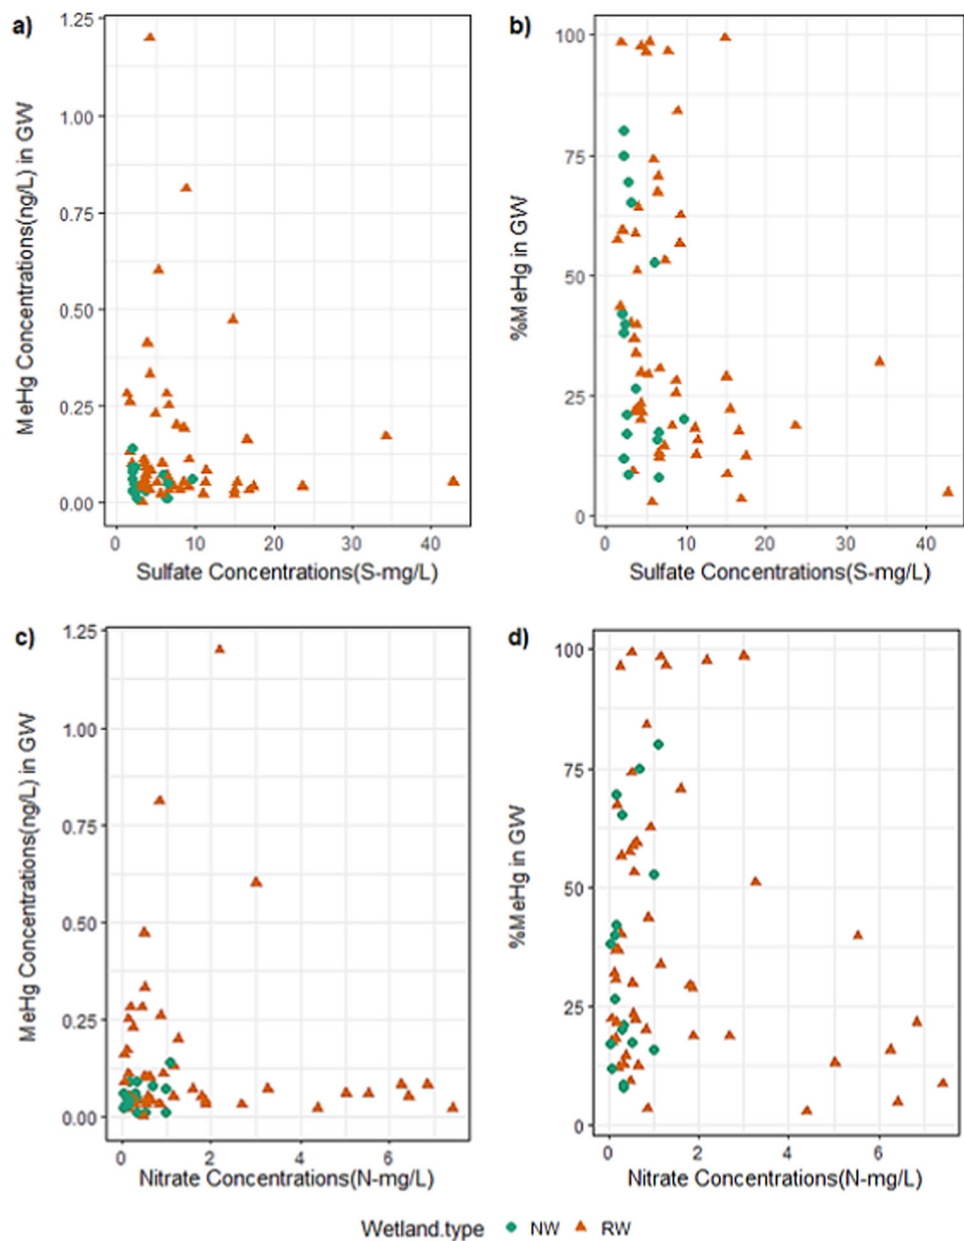 a)
1.25
1.00
0.75
0.50
0.25
0.00
MeHg Concentrations(ng/L) in GW
0 10 20 30 40
Sulfate Concentrations(S-mg/L)
b)
100
75
50
25
0
%MeHg in GW
0 10 20 30 40
Sulfate Concentrations(S-mg/L)
c)
1.25
1.00
0.75
0.50
0.25
0.00
MeHg Concentrations(ng/L) in GW
0 2 4 6
Nitrate Concentrations(N-mg/L)
d)
100
75
50
25
0
%MeHg in GW
0 2 4 6
Nitrate Concentrations(N-mg/L)
Wetland.type NW RW